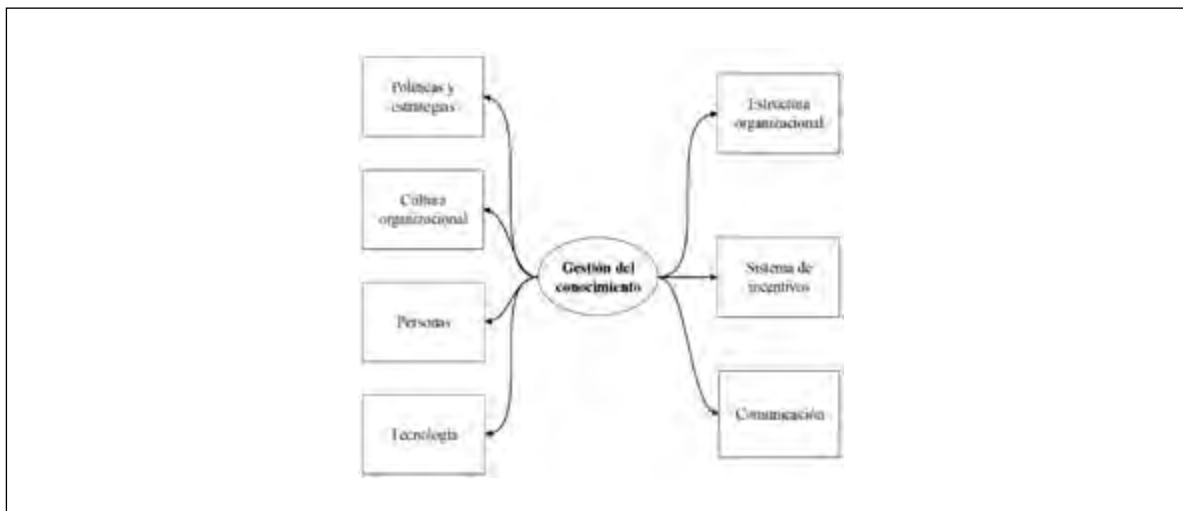 Políticas y
estrategias
Cultura
organizacional
Personas
Tecnología
Gestión del
conocimiento
Estructura
organizacional
Sistema de
incentivos
Comunicación